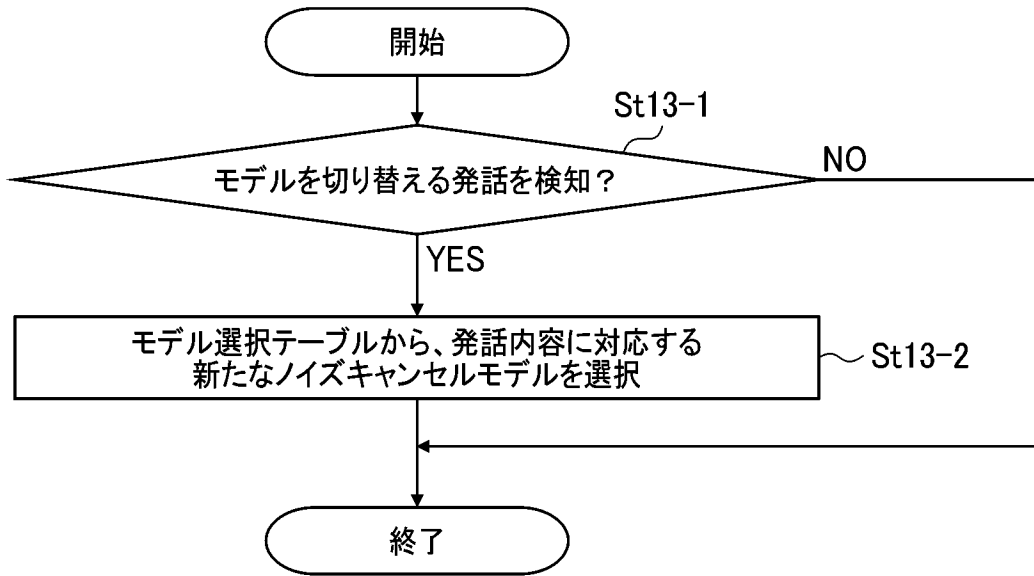 開始
St13-1
モデルを切り替える発話を検知？
NO
YES
モデル選択テーブルから、発話内容に対応する
新たなノイズキャンセルモデルを選択
St13-2
終了